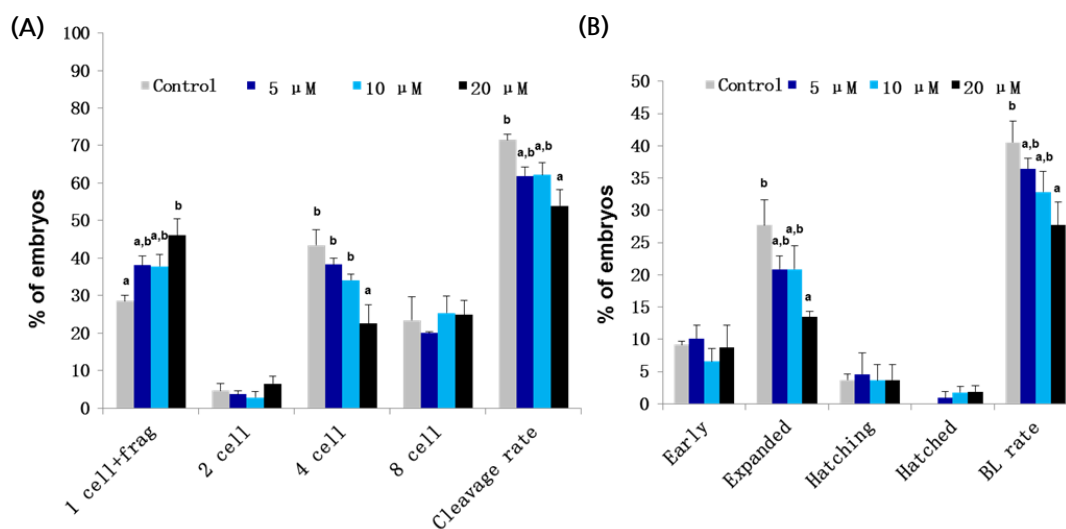 (A)
% of embryos
100
90
80
70
60
50
40
30
20
10
0
Control 5 μM 10 μM 20 μM
a a,b a,b b
b b b a
b a,b a,b a
1 cell+frag
2 cell
4 cell
8 cell
Cleavage rate
(B)
% of embryos
50
45
40
35
30
25
20
15
10
5
0
Control 5 μM 10 μM 20 μM
b a,b a,b a
b a,b a,b a
Early
Expanded
Hatching
Hatched
BL rate